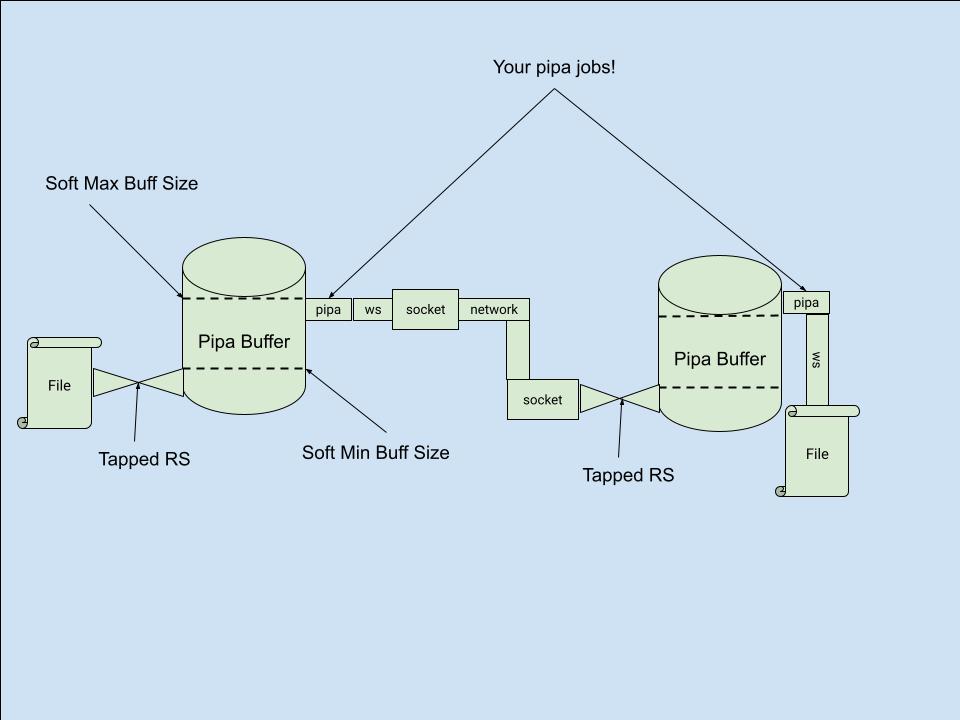 Your pipa jobs!
Soft Max Buff Size
pipa
ws
socket
network
pipa
Pipa Buffer
Pipa Buffer
ws
File
socket
Tapped RS
Soft Min Buff Size
File
Tapped RS